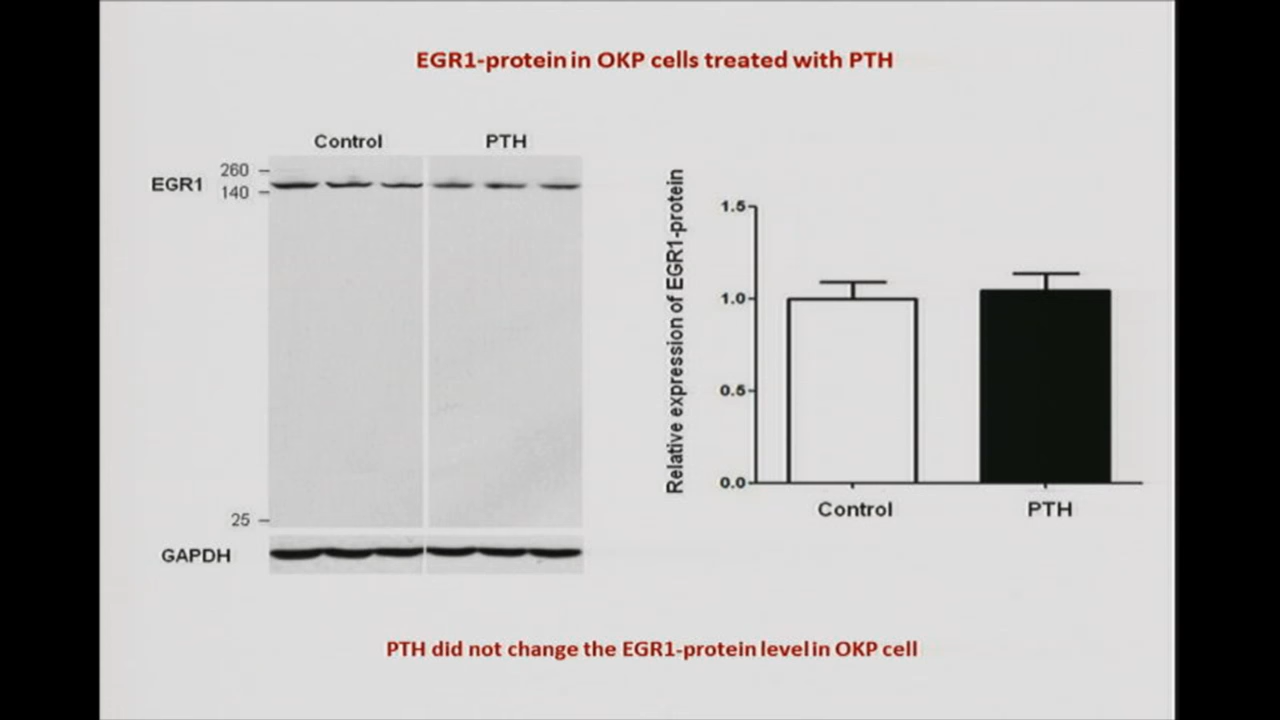 EGR1-protein in OKP cells treated with PTH
Control PTH
EGR1
260
140
25
GAPDH
Relative expression of EGR1-protein
1.5
1.0
0.5
0.0
Control PTH
PTH did not change the EGR1-protein level in OKP cell